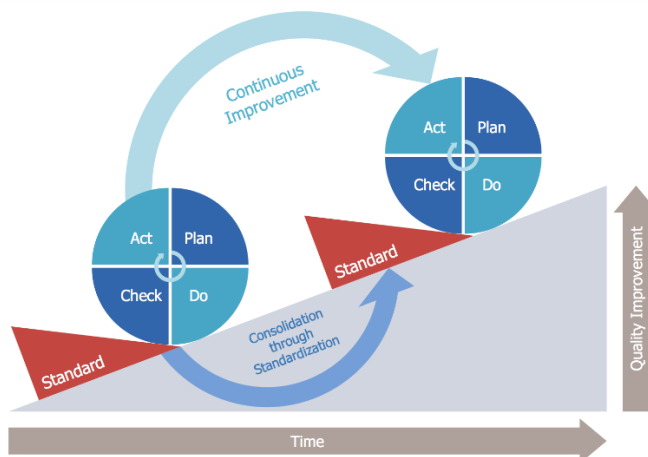 Continuous
Improvement
Act
Plan
Check
Do
Act
Plan
Check
Do
Standard
Standard
Consolidation
through
Standardization
Quality Improvement
Time